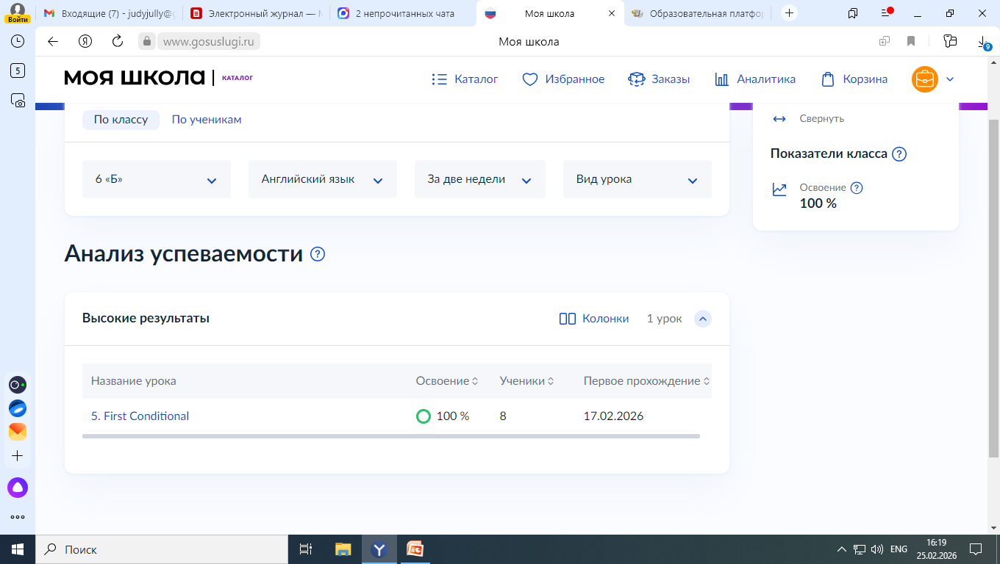 Войти
Входящие (7) - judyjully@g
Электронный журнал — М
2 непрочитанных чата
Моя школа
Образовательная платфор
www.gosuslugi.ru
Моя школа
9
5
МОЯ ШКОЛА | КАТАЛОГ
Каталог
Избранное
Заказы
Аналитика
Корзина
По классу
По ученикам
Свернуть
Показатели класса ?
6 «Б»
Английский язык
За две недели
Вид урока
Освоение ?
100 %
Анализ успеваемости ?
Высокие результаты
Колонки
1 урок
Название урока
Освоение
Ученики
Первое прохождение
5. First Conditional
100 %
8
17.02.2026
Поиск
ENG
16:19
25.02.2026